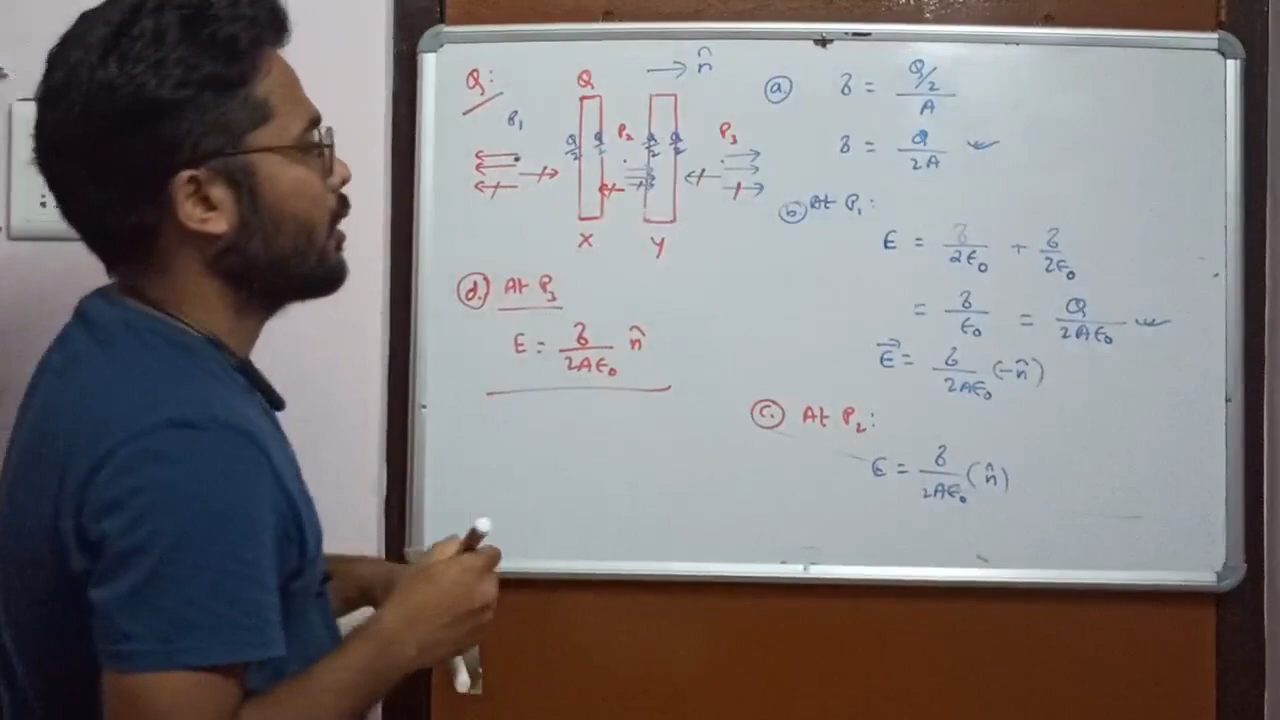 Q:
Q
→ n̂
P₁
Q/2 Q/2 P₂ Q/2 Q/2 P₃
X Y
d. At P₃
E = σ/2Aϵ₀ n̂
a. σ = Q/2 / A
σ = Q / 2A
b. At P₁:
E = σ/2ϵ₀ + σ/2ϵ₀
= σ/ϵ₀ = Q/2Aϵ₀
E⃗ = σ/2Aϵ₀ (-n̂)
c. At P₂:
E = σ/2Aϵ₀ (n̂)